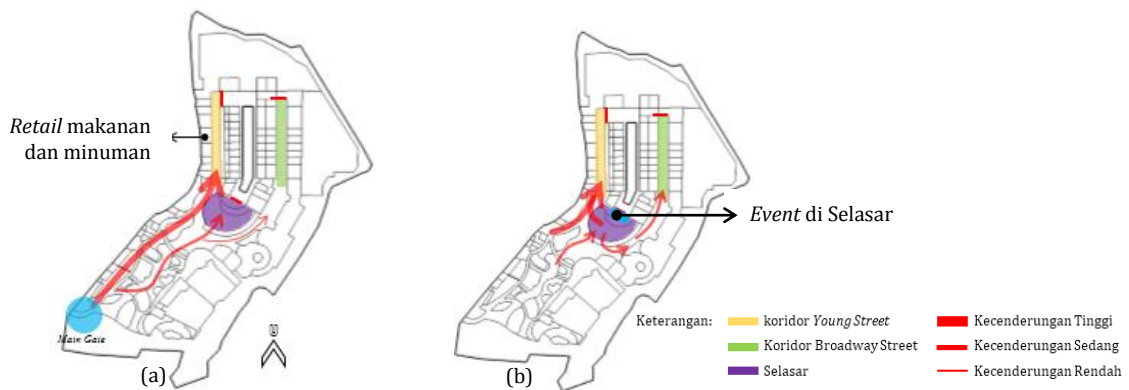 Retail makanan
dan minuman
Main Gate
U
(a)
Event di Selasar
(b)
Keterangan:
koridor Young Street
Koridor Broadway Street
Selasar
Kecenderungan Tinggi
Kecenderungan Sedang
Kecenderungan Rendah